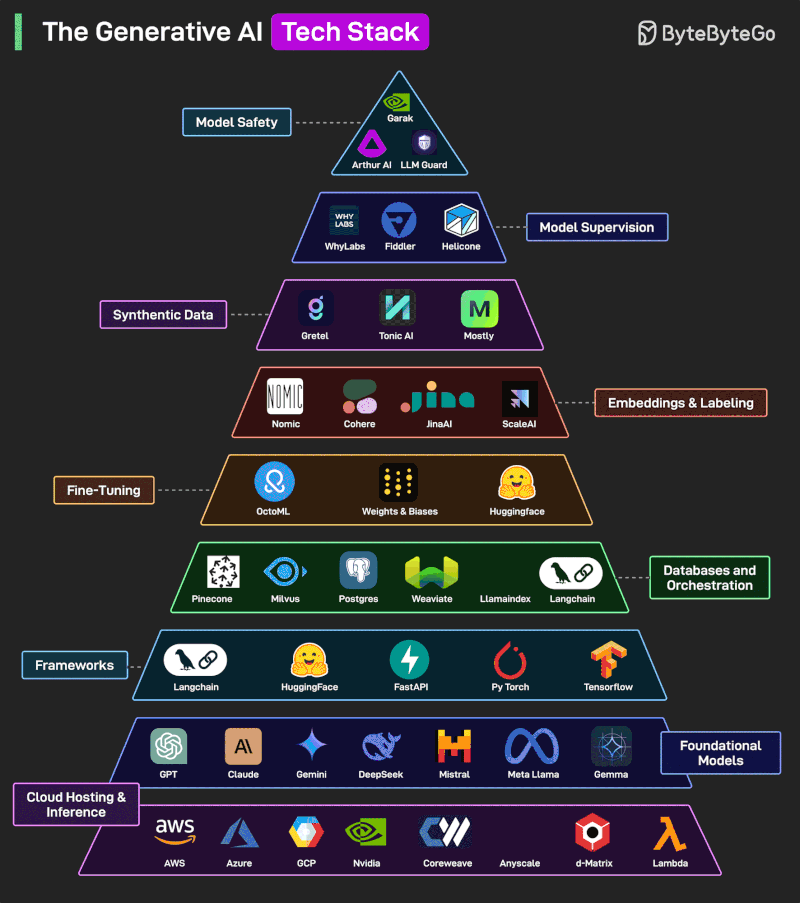 The Generative AI Tech Stack
ByteByteGo
Garak
Model Safety
Arthur AI LLM Guard
WHY
LABS
WhyLabs Fiddler Helicone
Model Supervision
Synthentic Data
M
Gretel Tonic AI Mostly
NOMIC
Jina
Nomic Cohere JinaAI ScaleAI
Embeddings & Labeling
Fine-Tuning
OctoML Weights & Biases Huggingface
Pinecone Milvus Postgres Weaviate Llamaindex Langchain
Databases and
Orchestration
Frameworks
Langchain HuggingFace FastAPI Py Torch Tensorflow
A\
GPT Claude Gemini DeepSeek Mistral Meta Llama Gemma
Foundational
Models
Cloud Hosting &
Inference
aws
AWS Azure GCP Nvidia Coreweave Anyscale d-Matrix Lambda